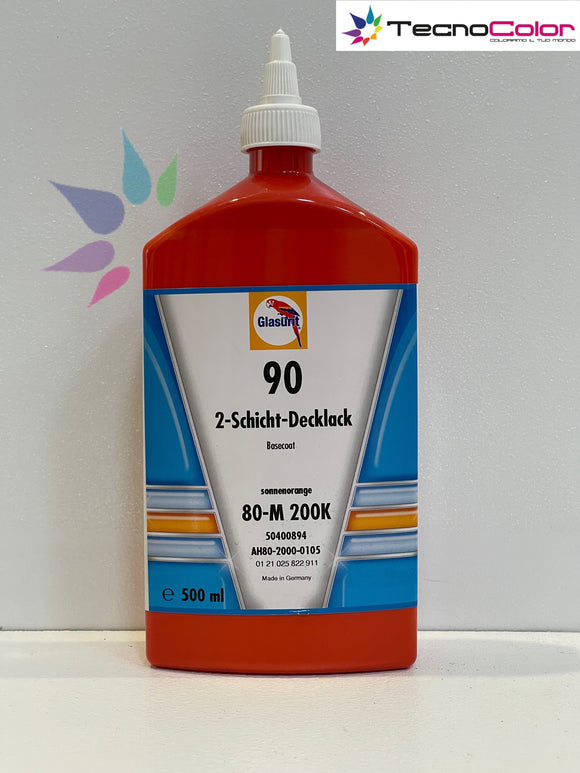 TECNOCOLOR
COLORIAMO IL TUO MONDO
Glasurit
90
2-Schicht-Decklack
Basecoat
sonnenorange
80-M 200K
50400894
AH80-2000-0105
01 21 025 822 911
Made in Germany
℮ 500 ml